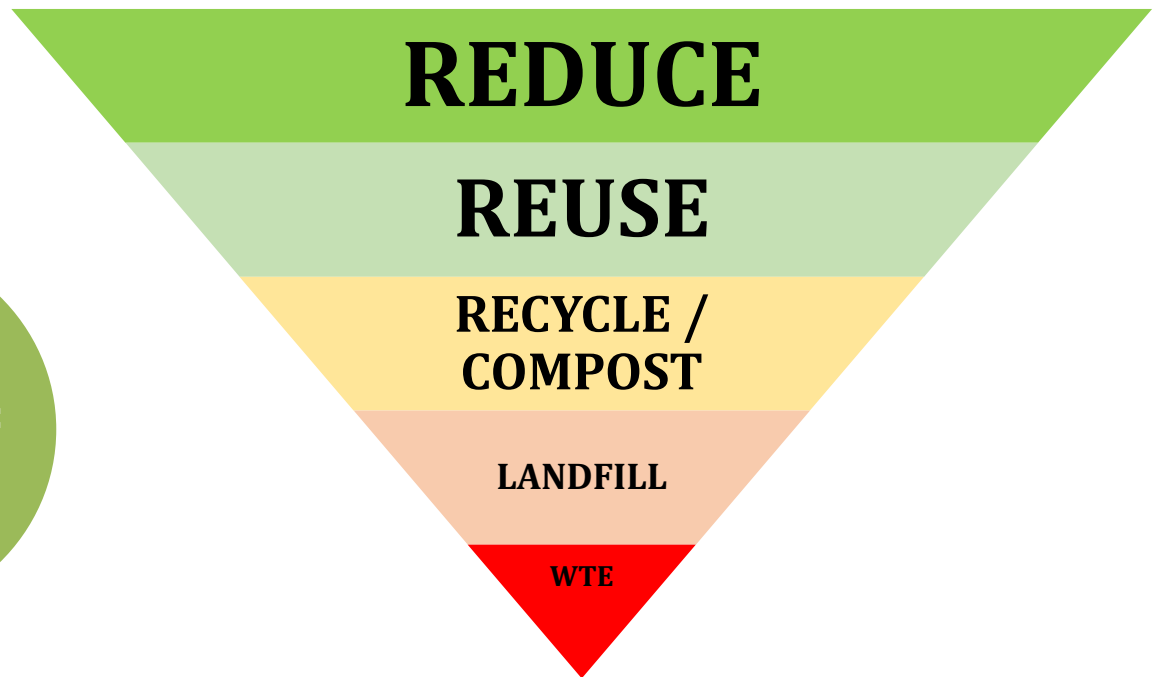 REDUCE
REUSE
RECYCLE /
COMPOST
LANDFILL
WTE